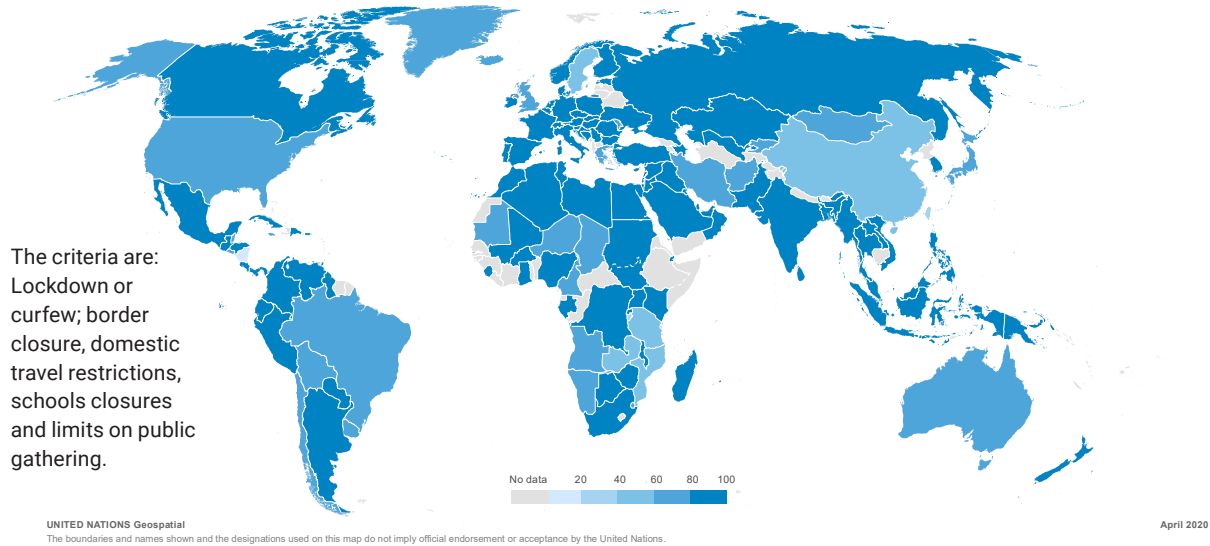 The criteria are:
Lockdown or
curfew; border
closure, domestic
travel restrictions,
schools closures
and limits on public
gathering.
No data 20 40 60 80 100
UNITED NATIONS Geospatial
April 2020
The boundaries and names shown and the designations used on this map do not imply official endorsement or acceptance by the United Nations.